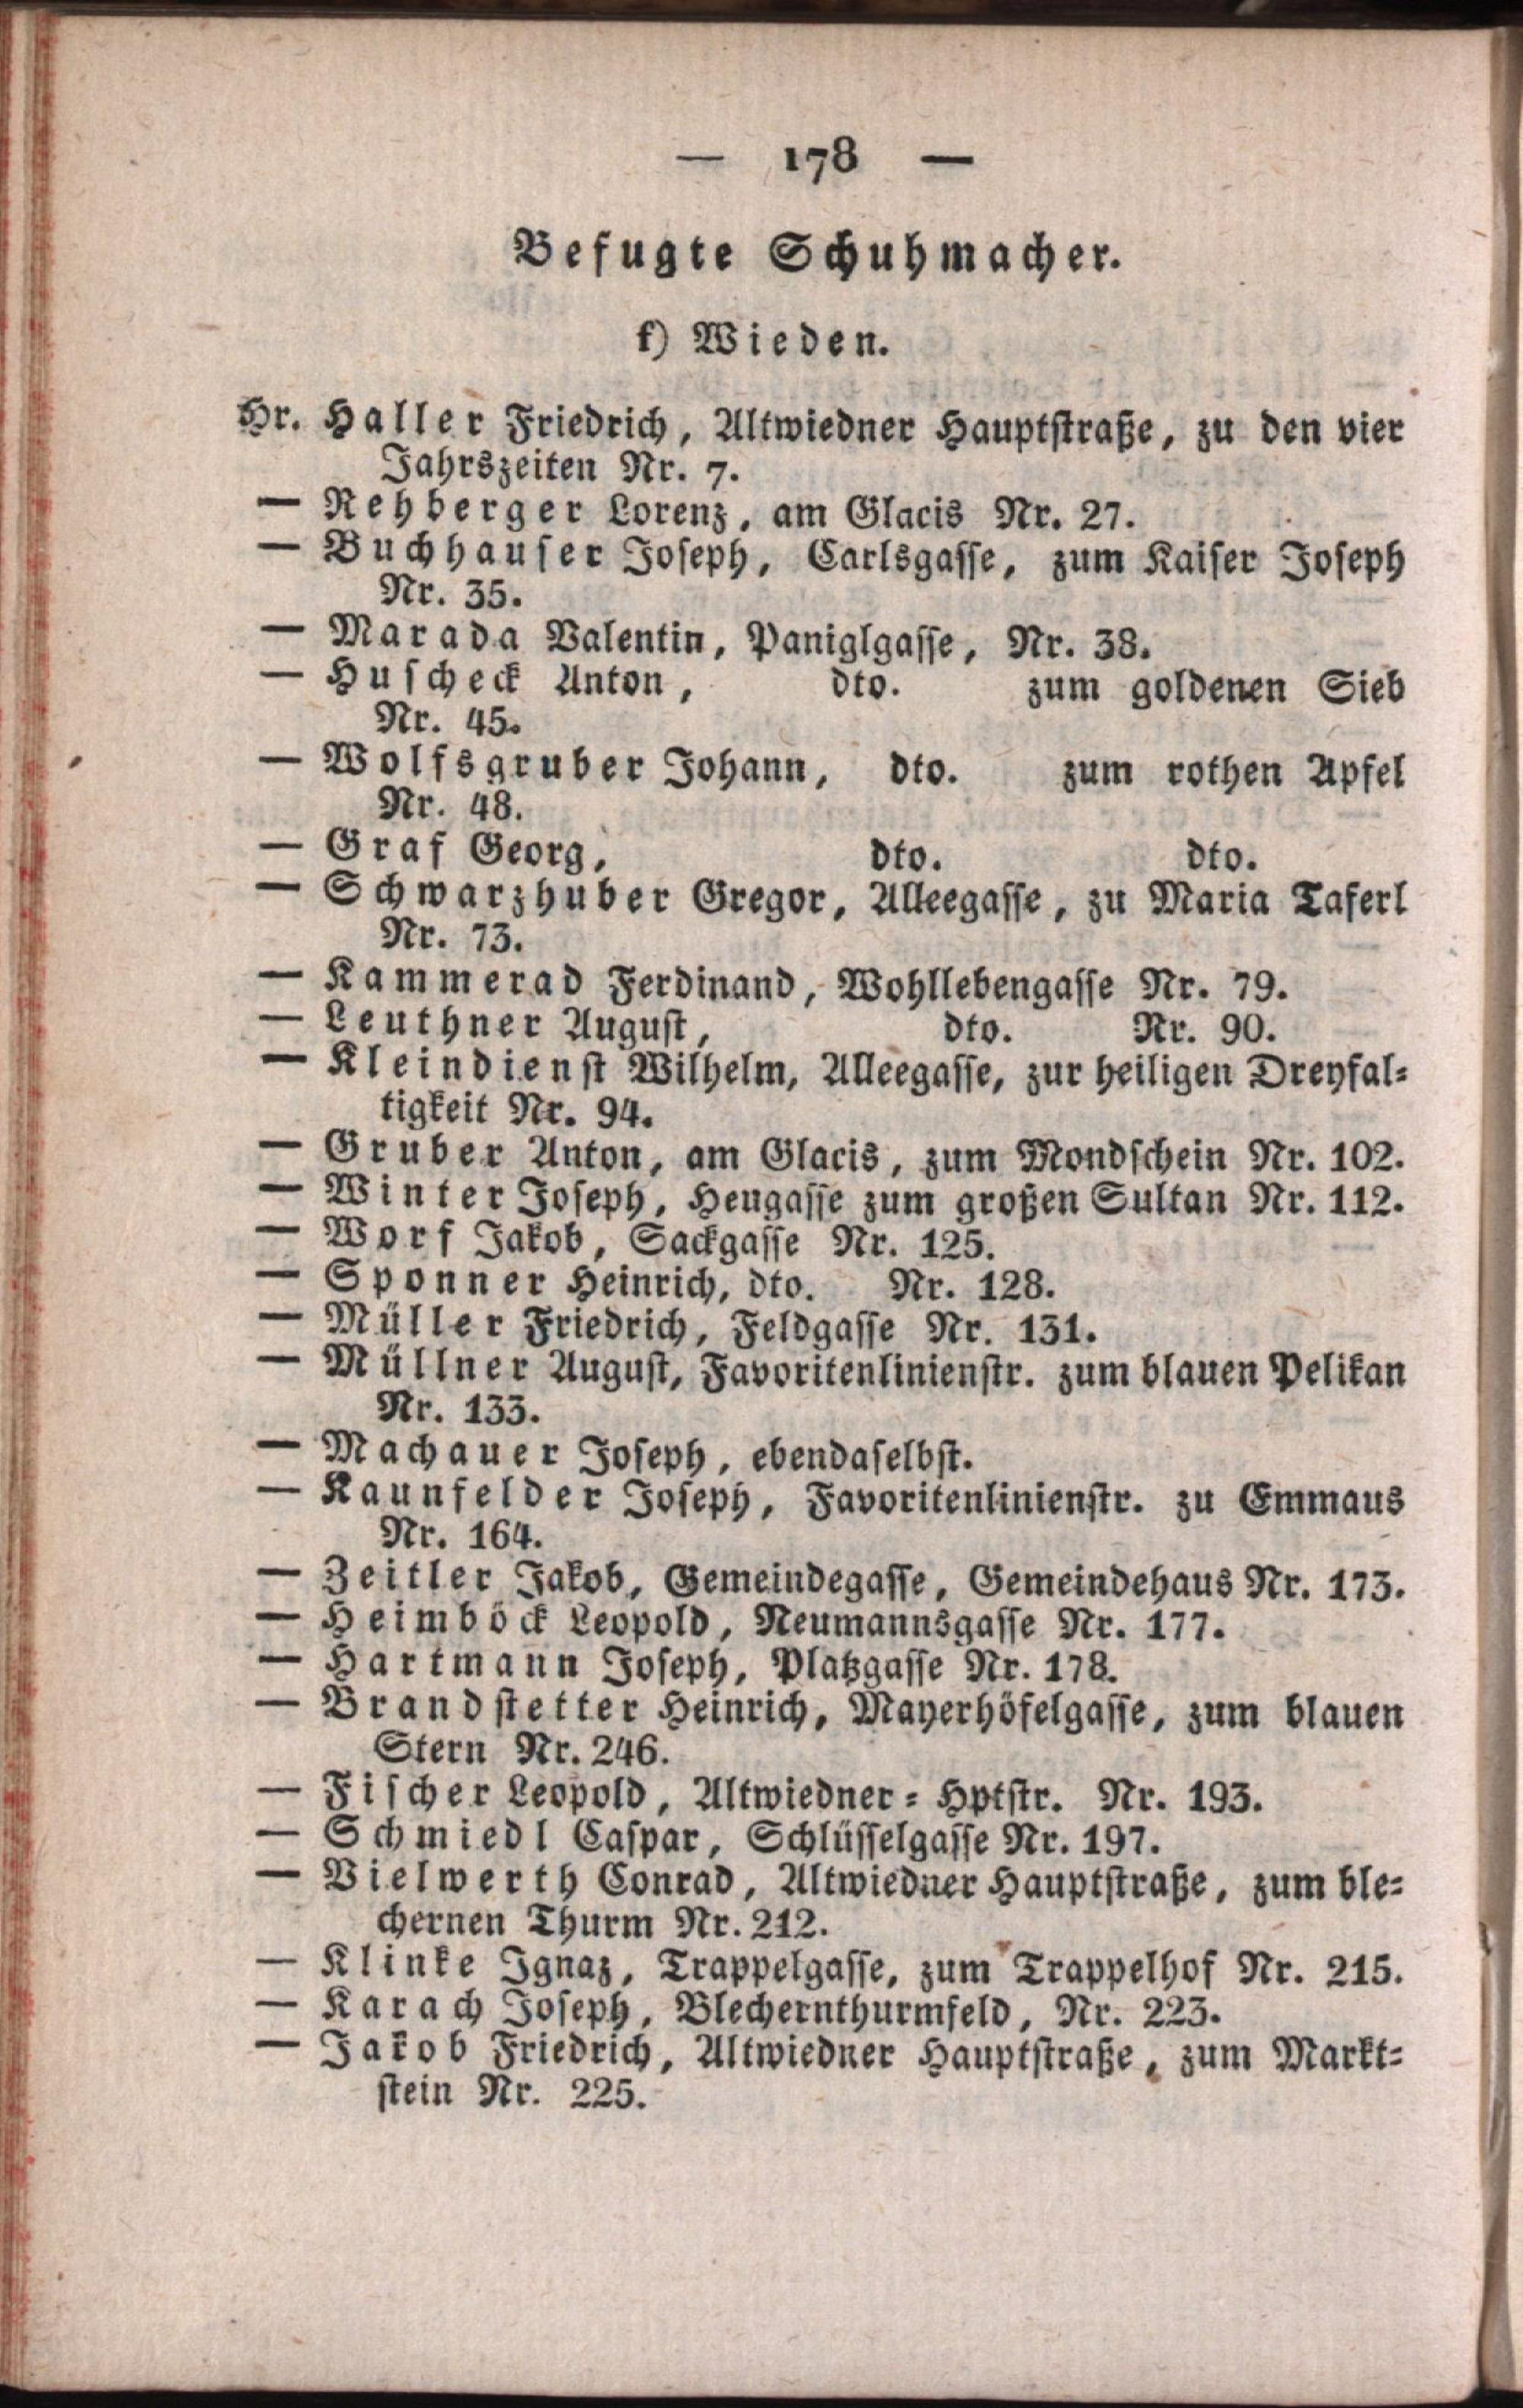 — 178 —
Befugte Schuhmacher.
k) Wieden.
Hr. Haller Friedrich, Altwiedner Hauptstraße, zu den vier
Jahrszeiten Nr. 7.
— Rehberger Lorenz, am Glacis Nr. 27.
— Buchhauser Joseph, Carlsgasse, zum Kaiser Joseph
Nr. 35.
— Marada Valentin, Paniglgasse, Nr. 38.
— Huscheck Anton, dto. zum goldenen Sieb
Nr. 45.
— Wolfsgruber Johann, dto. zum rothen Apfel
Nr. 48.
— Graf Georg, dto. dto.
— Schwarzhuber Gregor, Alleegasse, zu Maria Taferl
Nr. 73.
— Kammerad Ferdinand, Wohllebengasse Nr. 79.
— Leuthner August, dto. Nr. 90.
— Kleindienst Wilhelm, Alleegasse, zur heiligen Dreyfal-
tigkeit Nr. 94.
— Gruber Anton, am Glacis, zum Mondschein Nr. 102.
— Winter Joseph, Heugasse zum großen Sultan Nr. 112.
— Worf Jakob, Sackgasse Nr. 125.
— Sponner Heinrich, dto. Nr. 128.
— Müller Friedrich, Feldgasse Nr. 131.
— Müllner August, Favoritenlinienstr. zum blauen Pelikan
Nr. 133.
— Machauer Joseph, ebendaselbst.
— Kaunfelder Joseph, Favoritenlinienstr. zu Emmaus
Nr. 164.
— Zeitler Jakob, Gemeindegasse, Gemeindehaus Nr. 173.
— Heimböck Leopold, Neumannsgasse Nr. 177.
— Hartmann Joseph, Platzgasse Nr. 178.
— Brandstetter Heinrich, Mayerhöfelgasse, zum blauen
Stern Nr. 246.
— Fischer Leopold, Altwiedner-Hptstr. Nr. 193.
— Schmiedl Caspar, Schlüsselgasse Nr. 197.
— Vielwerth Conrad, Altwiedner Hauptstraße, zum ble-
chernen Thurm Nr. 212.
— Klinke Ignaz, Trappelgasse, zum Trappelhof Nr. 215.
— Karach Joseph, Blechernthurmfeld, Nr. 223.
— Jakob Friedrich, Altwiedner Hauptstraße, zum Markt-
stein Nr. 225.